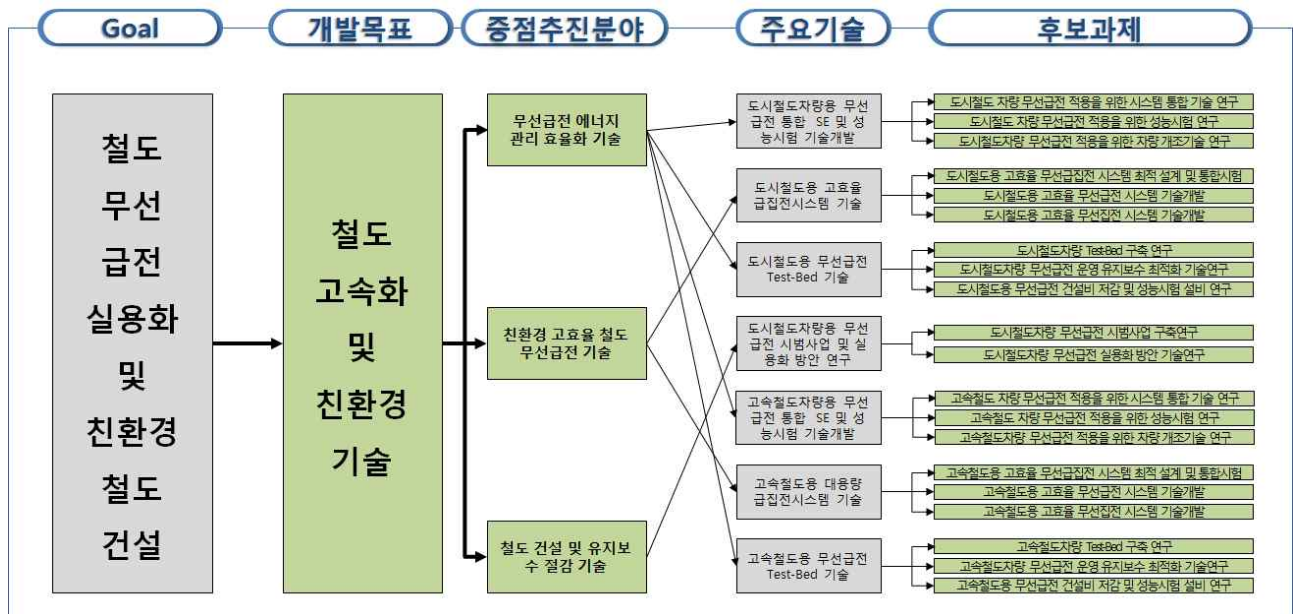 Goal
개발목표
중점추진분야
주요기술
후보과제
철도
무선
급전
실용화
및
친환경
철도
건설
철도
고속화
및
친환경
기술
무선급전 에너지
관리 효율화 기술
친환경 고효율 철도
무선급전 기술
철도 건설 및 유지보
수 절감 기술
도시철도차량용 무선
급전 통합 SE 및 성
능시험 기술개발
도시철도용 고효율
급집전시스템 기술
도시철도용 무선급전
Test-Bed 기술
도시철도차량용 무선
급전 시범사업 및 실
용화 방안 연구
고속철도차량용 무선
급전 통합 SE 및 성
능시험 기술개발
고속철도용 대용량
급집전시스템 기술
고속철도용 무선급전
Test-Bed 기술
도시철도 차량 무선급전 적용을 위한 시스템 통합 기술 연구
도시철도 차량 무선급전 적용을 위한 성능시험 연구
도시철도차량 무선급전 적용을 위한 차량 개조기술 연구
도시철도용 고효율 무선급집전 시스템 최적 설계 및 통합시험
도시철도용 고효율 무선급전 시스템 기술개발
도시철도용 고효율 무선집전 시스템 기술개발
도시철도차량 Test-Bed 구축 연구
도시철도차량 무선급전 운영 유지보수 최적화 기술연구
도시철도용 무선급전 건설비 저감 및 성능시험 설비 연구
도시철도차량 무선급전 시범사업 구축연구
도시철도차량 무선급전 실용화 방안 기술연구
고속철도 차량 무선급전 적용을 위한 시스템 통합 기술 연구
고속철도 차량 무선급전 적용을 위한 성능시험 연구
고속철도차량 무선급전 적용을 위한 차량 개조기술 연구
고속철도용 고효율 무선급집전 시스템 최적 설계 및 통합시험
고속철도용 고효율 무선급전 시스템 기술개발
고속철도용 고효율 무선집전 시스템 기술개발
고속철도차량 Test-Bed 구축 연구
고속철도차량 무선급전 운영 유지보수 최적화 기술연구
고속철도용 무선급전 건설비 저감 및 성능시험 설비 연구